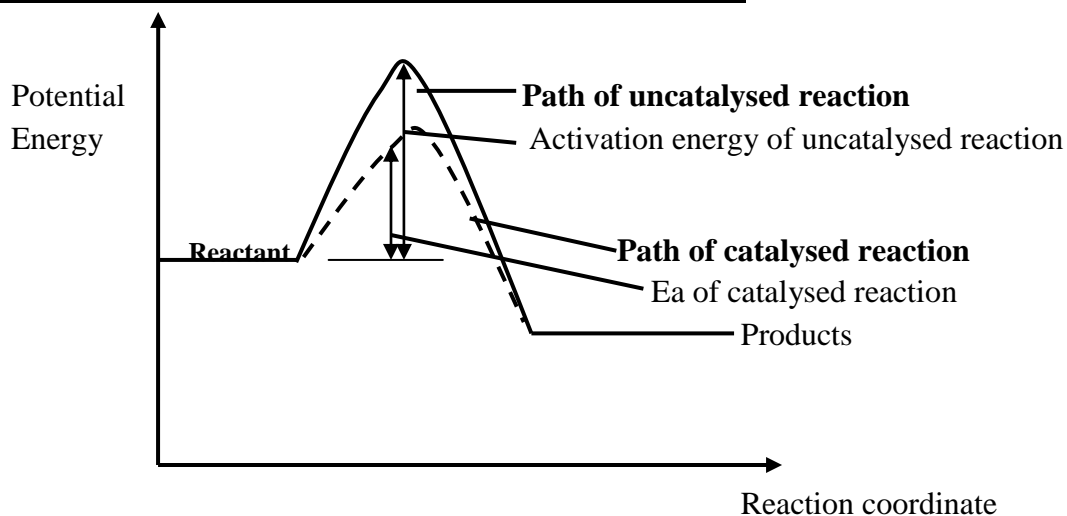 Potential
Energy
Path of uncatalysed reaction
Activation energy of uncatalysed reaction
Reactant
Path of catalysed reaction
Ea of catalysed reaction
Products
Reaction coordinate